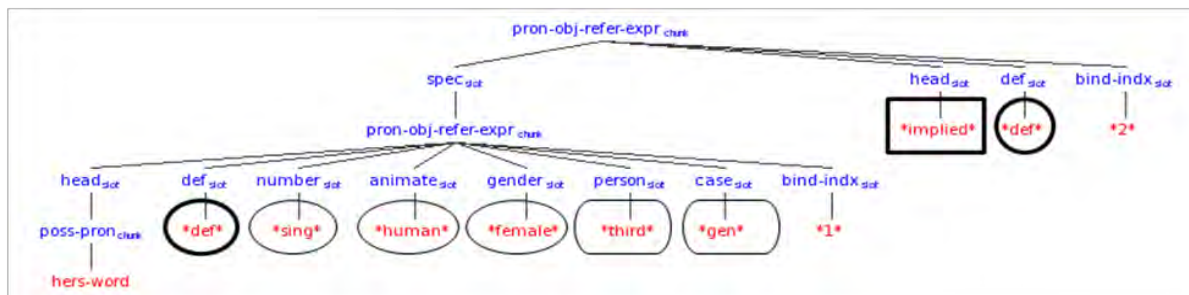 pron-obj-refer-expr chunk
spec slot head slot def slot bind-indx slot
pron-obj-refer-expr chunk *implied* *def* *2*
head slot def slot number slot animate slot gender slot person slot case slot bind-indx slot
poss-pron chunk *def* *sing* *human* *female* *third* *gen* *1*
hers-word